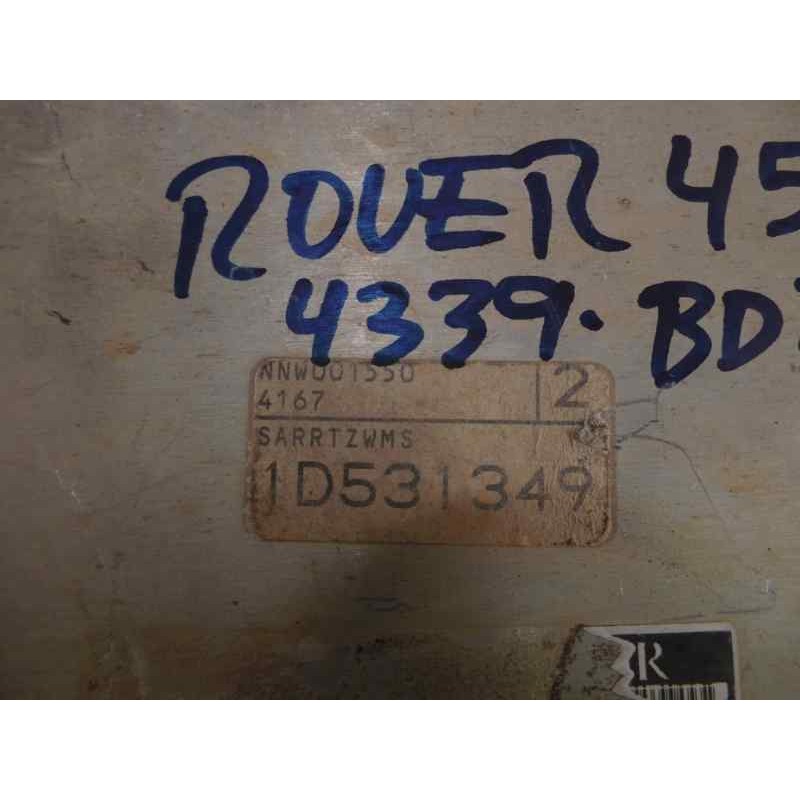 ROVER 45
4339·BD
NNW001550
4167 2
SARRTZWMS
1D531349
R